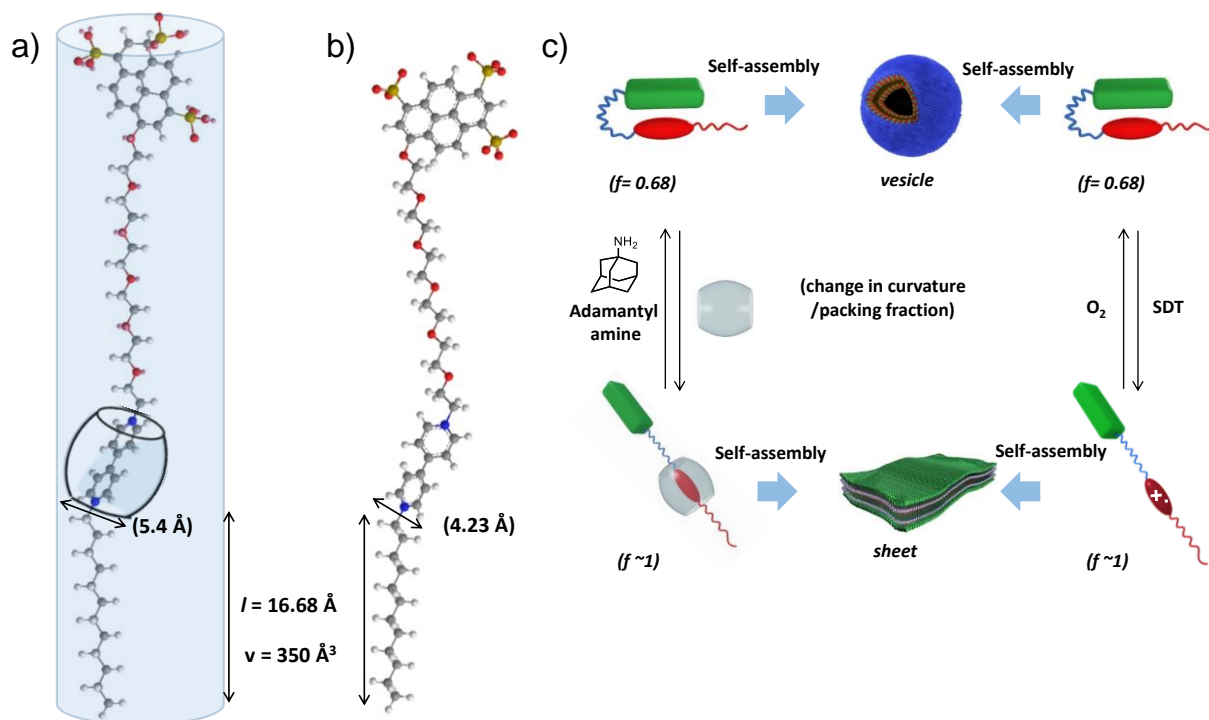 a)
(5.4 Å)
l = 16.68 Å
v = 350 Å³
b)
(4.23 Å)
c)
Self-assembly
Self-assembly
(f= 0.68)
vesicle
(f= 0.68)
NH₂
Adamantyl
amine
(change in curvature
/packing fraction)
O₂
SDT
Self-assembly
Self-assembly
+·
(f ~1)
sheet
(f ~1)